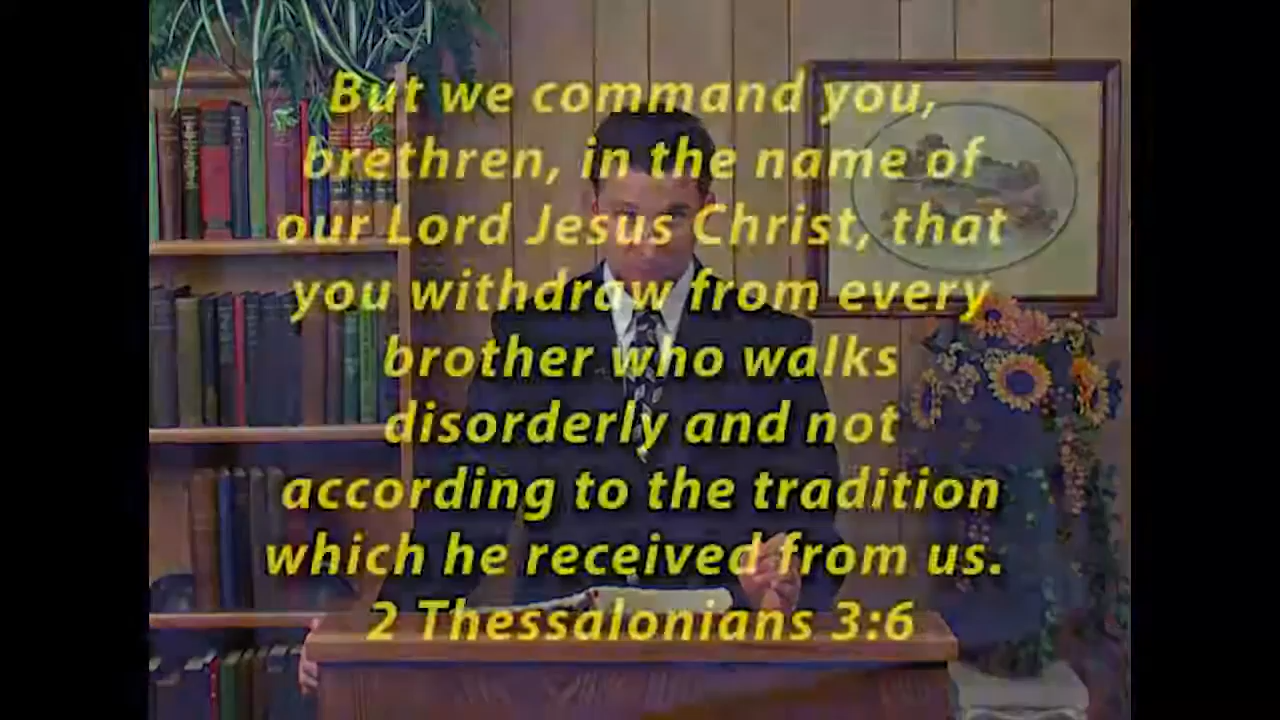 But we command you,
brethren, in the name of
our Lord Jesus Christ, that
you withdraw from every
brother who walks
disorderly and not
according to the tradition
which he received from us.
2 Thessalonians 3:6